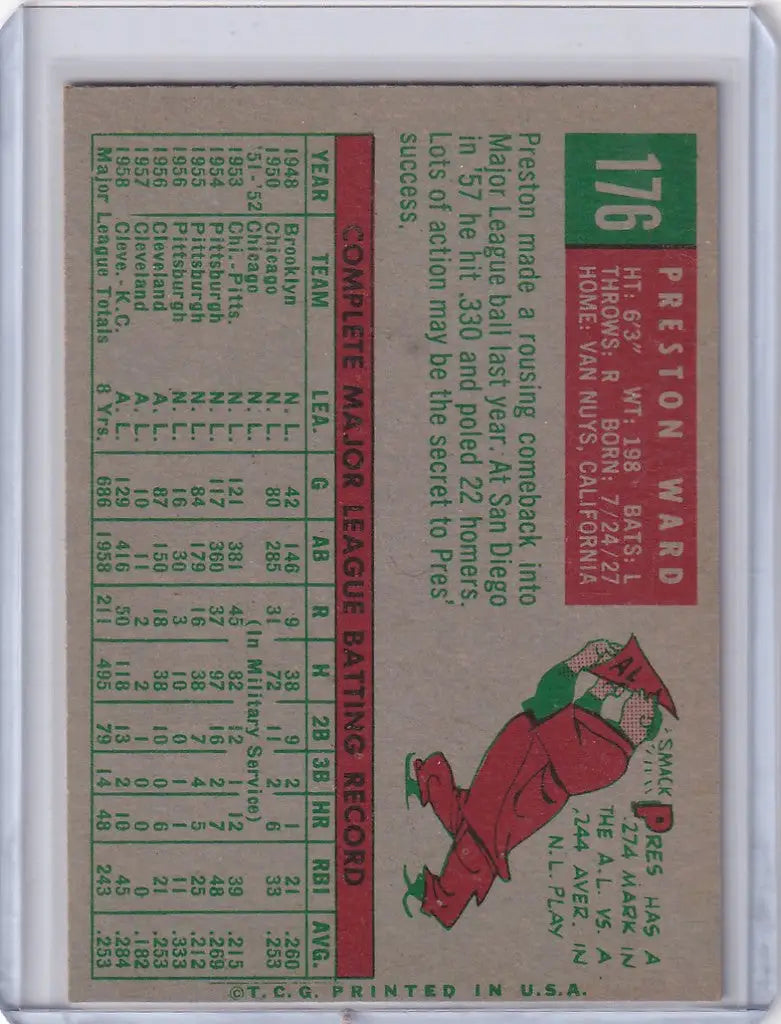 176
PRESTON WARD
HT: 6'3" WT: 198 BATS: L
THROWS: R BORN: 7/24/27
HOME: VAN NUYS, CALIFORNIA
Preston made a rousing comeback into
Major League ball last year. At San Diego
in '57 he hit .330 and poled 22 homers.
Lots of action may be the secret to Pres'
success.
AL
SMACK
PRES HAS A
.274 MARK IN
THE A.L. VS. A
.244 AVER. IN
N.L. PLAY
COMPLETE MAJOR LEAGUE BATTING RECORD
YEAR TEAM LEA. G AB R H 2B 3B HR RBI AVG.
1948 Brooklyn N. L. 42 146 9 38 9 2 1 21 .260
1950 Chicago N. L. 80 285 31 72 11 2 6 33 .253
'51-'52 Chicago N. L. (In Military Service)
1953 Chi.-Pitts. N. L. 121 381 45 82 12 1 12 39 .215
1954 Pittsburgh N. L. 117 360 37 97 16 2 7 48 .269
1955 Pittsburgh N. L. 84 179 16 38 7 4 5 25 .212
1956 Pittsburgh N. L. 16 30 3 10 0 1 1 11 .333
1956 Cleveland A. L. 87 150 18 38 10 0 6 21 .253
1957 Cleveland A. L. 10 11 2 2 1 0 0 0 .182
1958 Cleve.-K.C. A. L. 129 416 50 118 13 2 10 45 .284
Major League Totals 8 Yrs. 686 1958 211 495 79 14 48 243 .253
©T.C.G. PRINTED IN U.S.A.